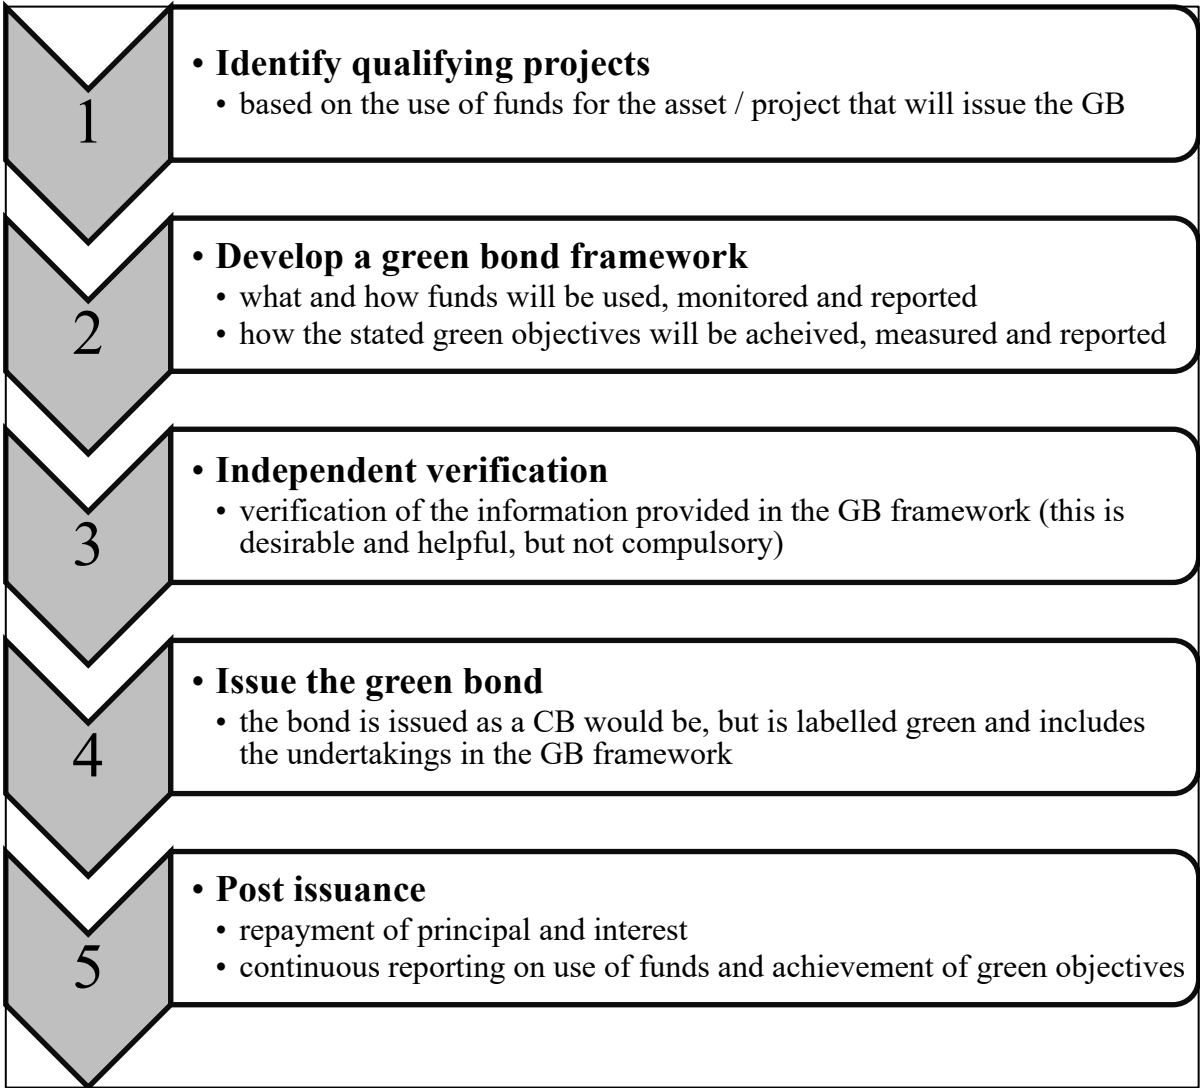 1
• Identify qualifying projects
• based on the use of funds for the asset / project that will issue the GB
2
• Develop a green bond framework
• what and how funds will be used, monitored and reported
• how the stated green objectives will be acheived, measured and reported
3
• Independent verification
• verification of the information provided in the GB framework (this is
desirable and helpful, but not compulsory)
4
• Issue the green bond
• the bond is issued as a CB would be, but is labelled green and includes
the undertakings in the GB framework
5
• Post issuance
• repayment of principal and interest
• continuous reporting on use of funds and achievement of green objectives